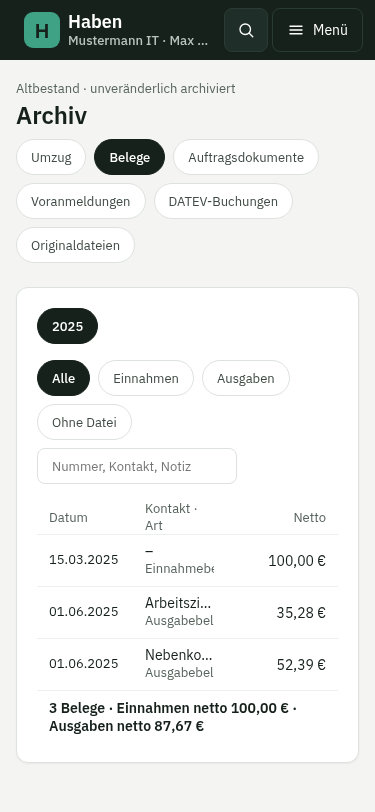 H
Haben
Mustermann IT · Max ...
Menü
Altbestand · unveränderlich archiviert
Archiv
Umzug
Belege
Auftragsdokumente
Voranmeldungen
DATEV-Buchungen
Originaldateien
2025
Alle
Einnahmen
Ausgaben
Ohne Datei
Nummer, Kontakt, Notiz
Datum
Kontakt ·
Art
Netto
15.03.2025
–
Einnahmebe
100,00 €
01.06.2025
Arbeitszi...
Ausgabebel
35,28 €
01.06.2025
Nebenko...
Ausgabebel
52,39 €
3 Belege · Einnahmen netto 100,00 € ·
Ausgaben netto 87,67 €